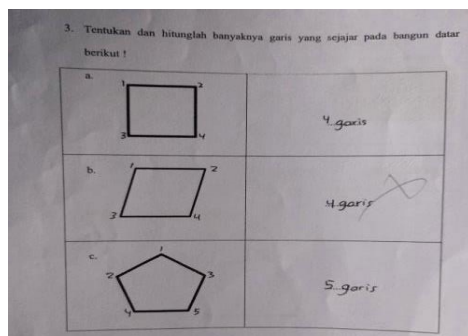 3. Tentukan dan hitunglah banyaknya garis yang sejajar pada bangun datar
berikut !
a.
1 2
3 4
4 garis
b.
1 2
3 4
4 garis
c.
1
2 3
4 5
5 garis